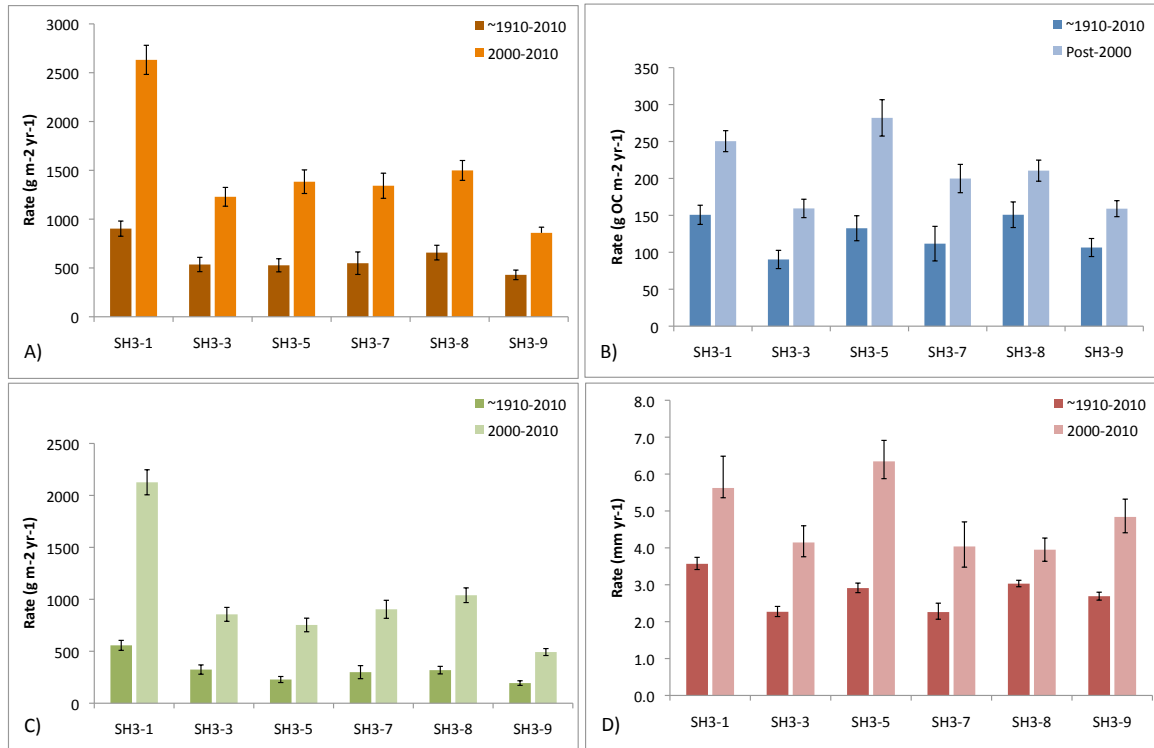 ~1910-2010
2000-2010
3000
2500
2000
1500
1000
500
0
Rate (g m-2 yr-1)
SH3-1 SH3-3 SH3-5 SH3-7 SH3-8 SH3-9
A)
~1910-2010
Post-2000
350
300
250
200
150
100
50
0
Rate (g OC m-2 yr-1)
SH3-1 SH3-3 SH3-5 SH3-7 SH3-8 SH3-9
B)
~1910-2010
2000-2010
2500
2000
1500
1000
500
0
Rate (g m-2 yr-1)
SH3-1 SH3-3 SH3-5 SH3-7 SH3-8 SH3-9
C)
~1910-2010
2000-2010
8.0
7.0
6.0
5.0
4.0
3.0
2.0
1.0
0.0
Rate (mm yr-1)
SH3-1 SH3-3 SH3-5 SH3-7 SH3-8 SH3-9
D)